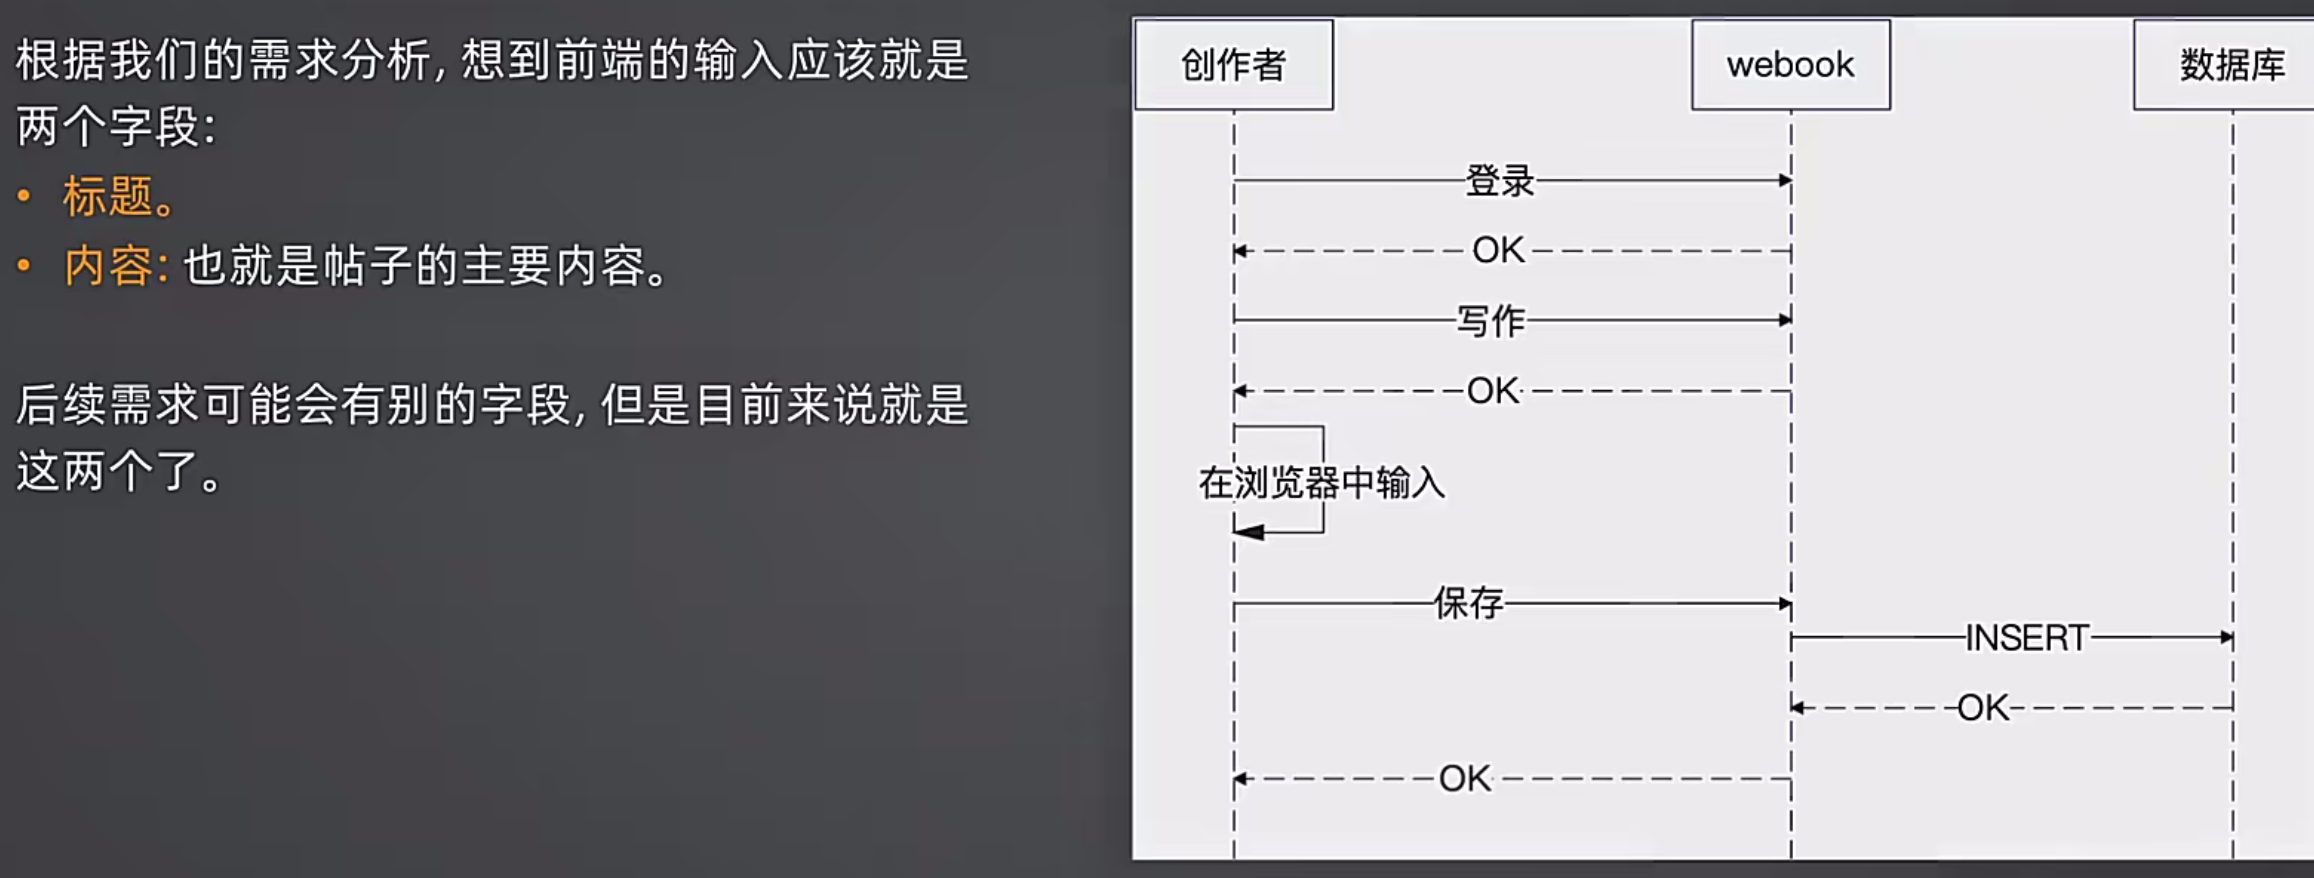 根据我们的需求分析, 想到前端的输入应该就是
两个字段:
• 标题。
• 内容: 也就是帖子的主要内容。
后续需求可能会有别的字段, 但是目前来说就是
这两个了。
创作者
webook
数据库
登录
OK
写作
OK
在浏览器中输入
保存
INSERT
OK
OK